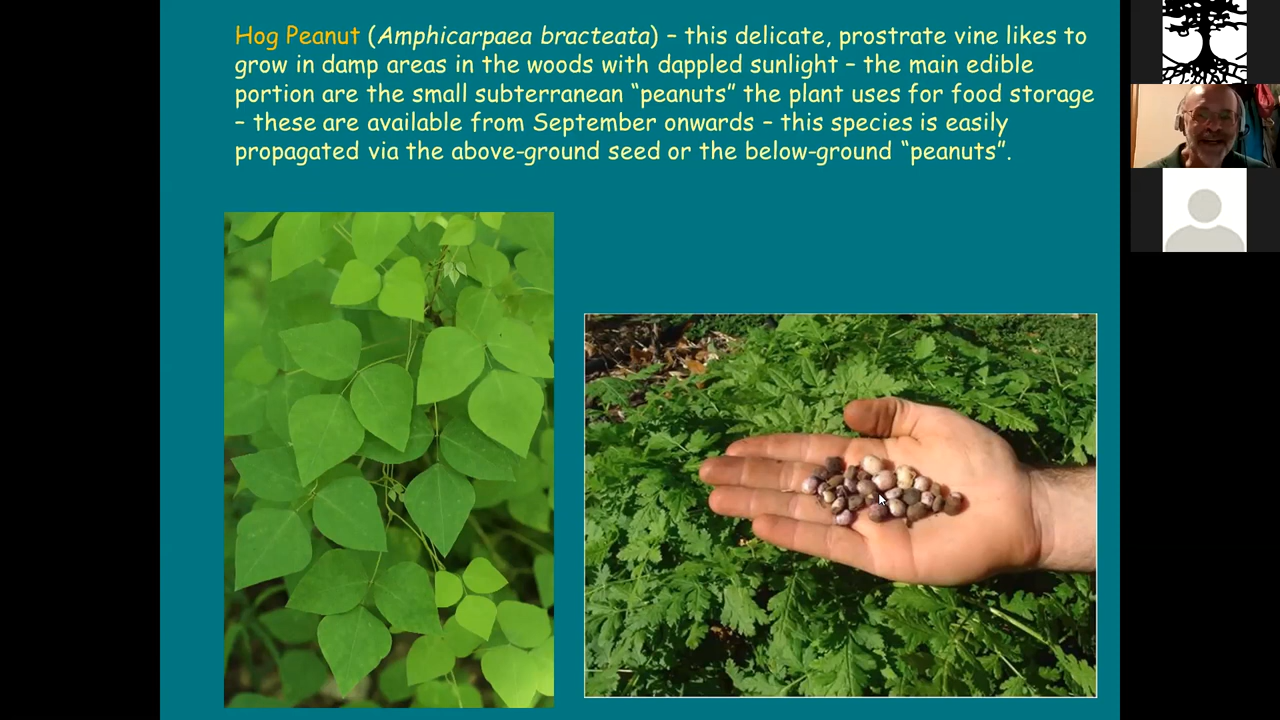 Hog Peanut (Amphicarpaea bracteata) – this delicate, prostrate vine likes to
grow in damp areas in the woods with dappled sunlight – the main edible
portion are the small subterranean “peanuts” the plant uses for food storage
– these are available from September onwards – this species is easily
propagated via the above-ground seed or the below-ground “peanuts”.